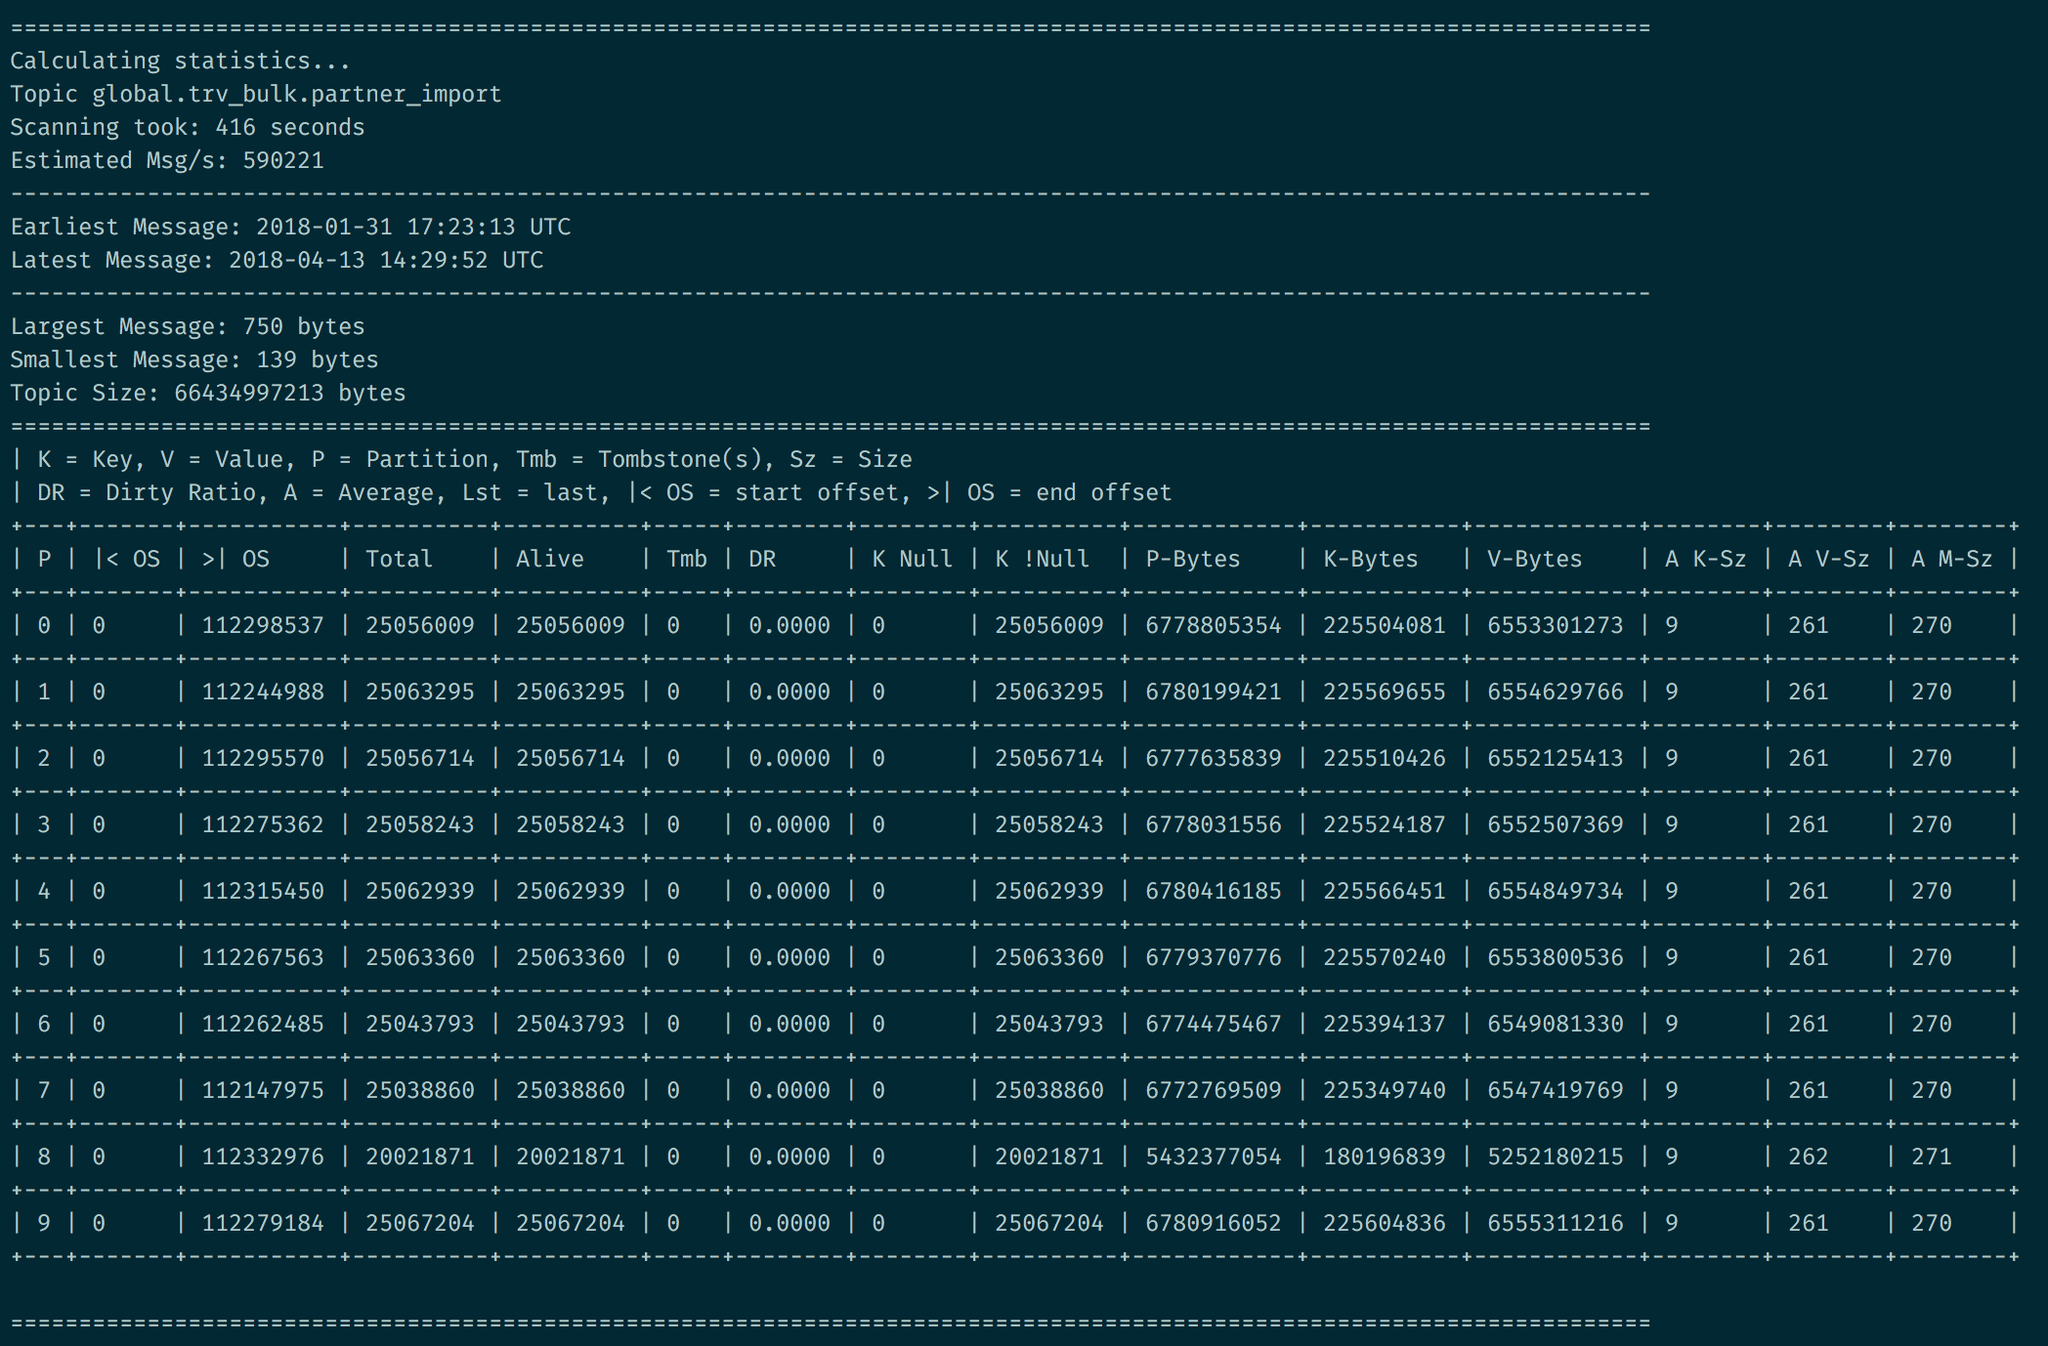 ========================================================================================================================
Calculating statistics...
Topic global.trv_bulk.partner_import
Scanning took: 416 seconds
Estimated Msg/s: 590221
------------------------------------------------------------------------------------------------------------------------
Earliest Message: 2018-01-31 17:23:13 UTC
Latest Message: 2018-04-13 14:29:52 UTC
------------------------------------------------------------------------------------------------------------------------
Largest Message: 750 bytes
Smallest Message: 139 bytes
Topic Size: 66434997213 bytes
========================================================================================================================
| K = Key, V = Value, P = Partition, Tmb = Tombstone(s), Sz = Size
| DR = Dirty Ratio, A = Average, Lst = last, |< OS = start offset, >| OS = end offset
+---+-------+-----------+----------+----------+-----+--------+--------+----------+------------+-----------+------------+--------+--------+--------+
| P | |< OS | >| OS     | Total    | Alive    | Tmb | DR     | K Null | K !Null  | P-Bytes    | K-Bytes   | V-Bytes    | A K-Sz | A V-Sz | A M-Sz |
+---+-------+-----------+----------+----------+-----+--------+--------+----------+------------+-----------+------------+--------+--------+--------+
| 0 | 0     | 112298537 | 25056009 | 25056009 | 0   | 0.0000 | 0      | 25056009 | 6778805354 | 225504081 | 6553301273 | 9      | 261    | 270    |
+---+-------+-----------+----------+----------+-----+--------+--------+----------+------------+-----------+------------+--------+--------+--------+
| 1 | 0     | 112244988 | 25063295 | 25063295 | 0   | 0.0000 | 0      | 25063295 | 6780199421 | 225569655 | 6554629766 | 9      | 261    | 270    |
+---+-------+-----------+----------+----------+-----+--------+--------+----------+------------+-----------+------------+--------+--------+--------+
| 2 | 0     | 112295570 | 25056714 | 25056714 | 0   | 0.0000 | 0      | 25056714 | 6777635839 | 225510426 | 6552125413 | 9      | 261    | 270    |
+---+-------+-----------+----------+----------+-----+--------+--------+----------+------------+-----------+------------+--------+--------+--------+
| 3 | 0     | 112275362 | 25058243 | 25058243 | 0   | 0.0000 | 0      | 25058243 | 6778031556 | 225524187 | 6552507369 | 9      | 261    | 270    |
+---+-------+-----------+----------+----------+-----+--------+--------+----------+------------+-----------+------------+--------+--------+--------+
| 4 | 0     | 112315450 | 25062939 | 25062939 | 0   | 0.0000 | 0      | 25062939 | 6780416185 | 225566451 | 6554849734 | 9      | 261    | 270    |
+---+-------+-----------+----------+----------+-----+--------+--------+----------+------------+-----------+------------+--------+--------+--------+
| 5 | 0     | 112267563 | 25063360 | 25063360 | 0   | 0.0000 | 0      | 25063360 | 6779370776 | 225570240 | 6553800536 | 9      | 261    | 270    |
+---+-------+-----------+----------+----------+-----+--------+--------+----------+------------+-----------+------------+--------+--------+--------+
| 6 | 0     | 112262485 | 25043793 | 25043793 | 0   | 0.0000 | 0      | 25043793 | 6774475467 | 225394137 | 6549081330 | 9      | 261    | 270    |
+---+-------+-----------+----------+----------+-----+--------+--------+----------+------------+-----------+------------+--------+--------+--------+
| 7 | 0     | 112147975 | 25038860 | 25038860 | 0   | 0.0000 | 0      | 25038860 | 6772769509 | 225349740 | 6547419769 | 9      | 261    | 270    |
+---+-------+-----------+----------+----------+-----+--------+--------+----------+------------+-----------+------------+--------+--------+--------+
| 8 | 0     | 112332976 | 20021871 | 20021871 | 0   | 0.0000 | 0      | 20021871 | 5432377054 | 180196839 | 5252180215 | 9      | 262    | 271    |
+---+-------+-----------+----------+----------+-----+--------+--------+----------+------------+-----------+------------+--------+--------+--------+
| 9 | 0     | 112279184 | 25067204 | 25067204 | 0   | 0.0000 | 0      | 25067204 | 6780916052 | 225604836 | 6555311216 | 9      | 261    | 270    |
+---+-------+-----------+----------+----------+-----+--------+--------+----------+------------+-----------+------------+--------+--------+--------+
========================================================================================================================